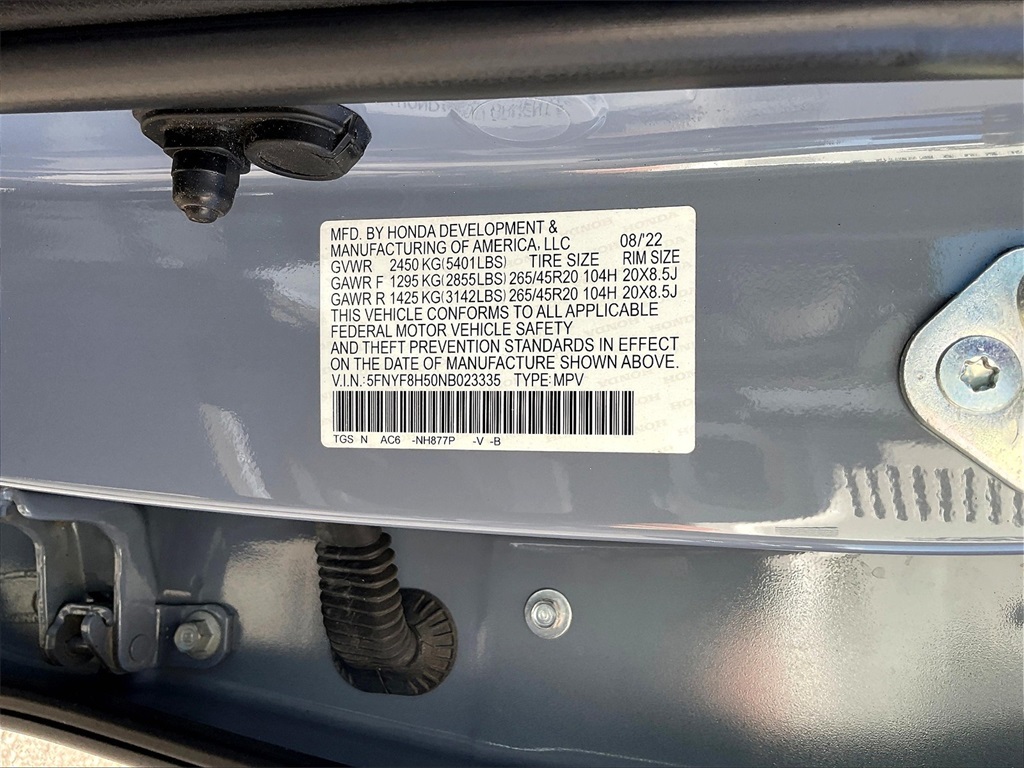 MFD. BY HONDA DEVELOPMENT &
MANUFACTURING OF AMERICA, LLC 08/'22
GVWR 2450 KG(5401LBS) TIRE SIZE RIM SIZE
GAWR F 1295 KG(2855LBS) 265/45R20 104H 20X8.5J
GAWR R 1425 KG(3142LBS) 265/45R20 104H 20X8.5J
THIS VEHICLE CONFORMS TO ALL APPLICABLE
FEDERAL MOTOR VEHICLE SAFETY
AND THEFT PREVENTION STANDARDS IN EFFECT
ON THE DATE OF MANUFACTURE SHOWN ABOVE.
V.I.N.:5FNYF8H50NB023335 TYPE:MPV
TGS N AC6 -NH877P -V -B